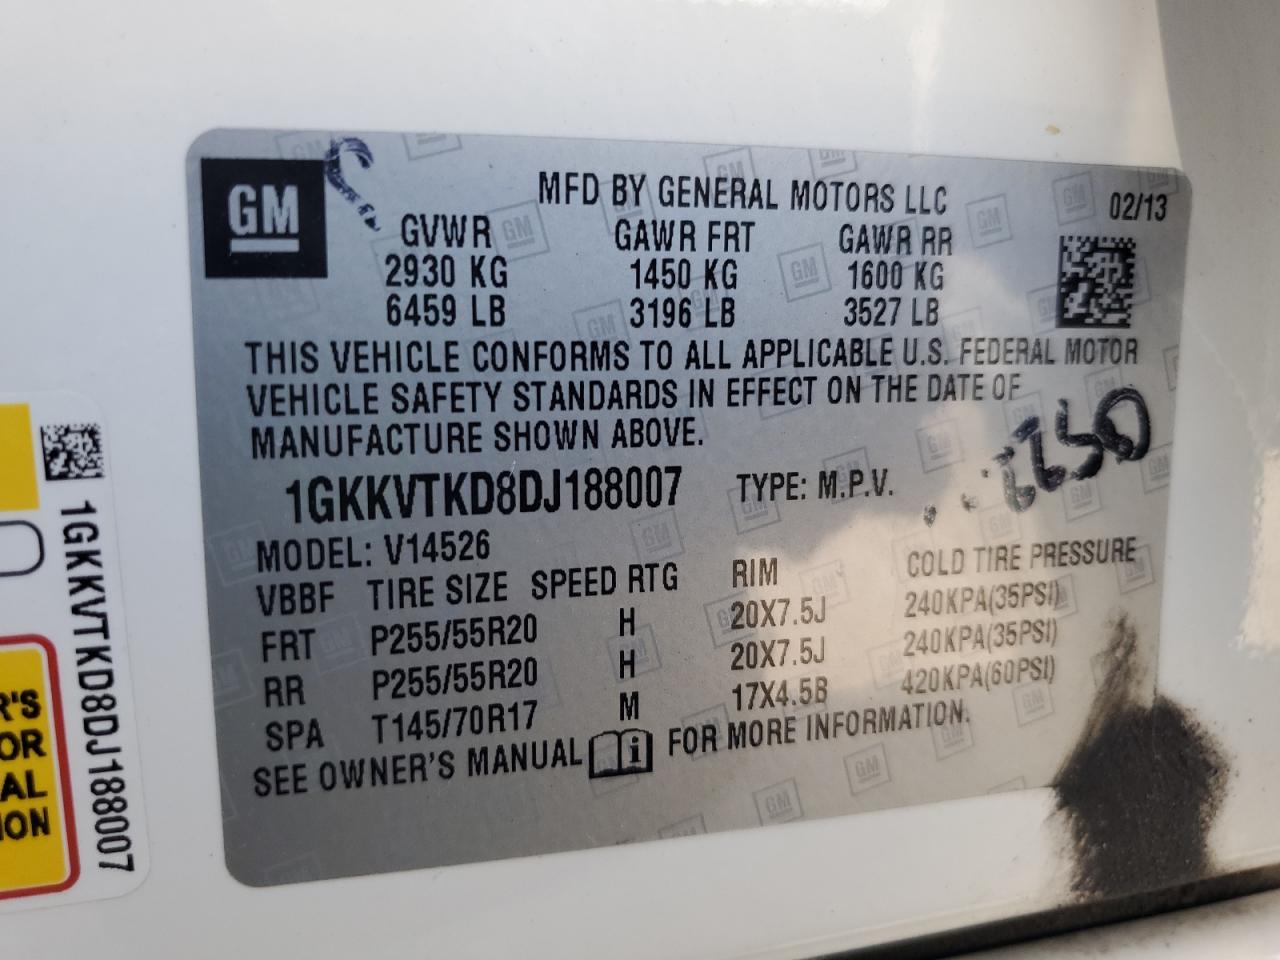 GM
MFD BY GENERAL MOTORS LLC
02/13
GVWR GAWR FRT GAWR RR
2930 KG 1450 KG 1600 KG
6459 LB 3196 LB 3527 LB
THIS VEHICLE CONFORMS TO ALL APPLICABLE U.S. FEDERAL MOTOR
VEHICLE SAFETY STANDARDS IN EFFECT ON THE DATE OF
MANUFACTURE SHOWN ABOVE.
1GKKVTKD8DJ188007 TYPE: M.P.V.
MODEL: V14526
VBBF TIRE SIZE SPEED RTG RIM COLD TIRE PRESSURE
FRT P255/55R20 H 20X7.5J 240KPA(35PSI)
RR P255/55R20 H 20X7.5J 240KPA(35PSI)
SPA T145/70R17 M 17X4.5B 420KPA(60PSI)
SEE OWNER'S MANUAL FOR MORE INFORMATION.
1GKKVTKD8DJ188007
R'S
OR
AL
ION